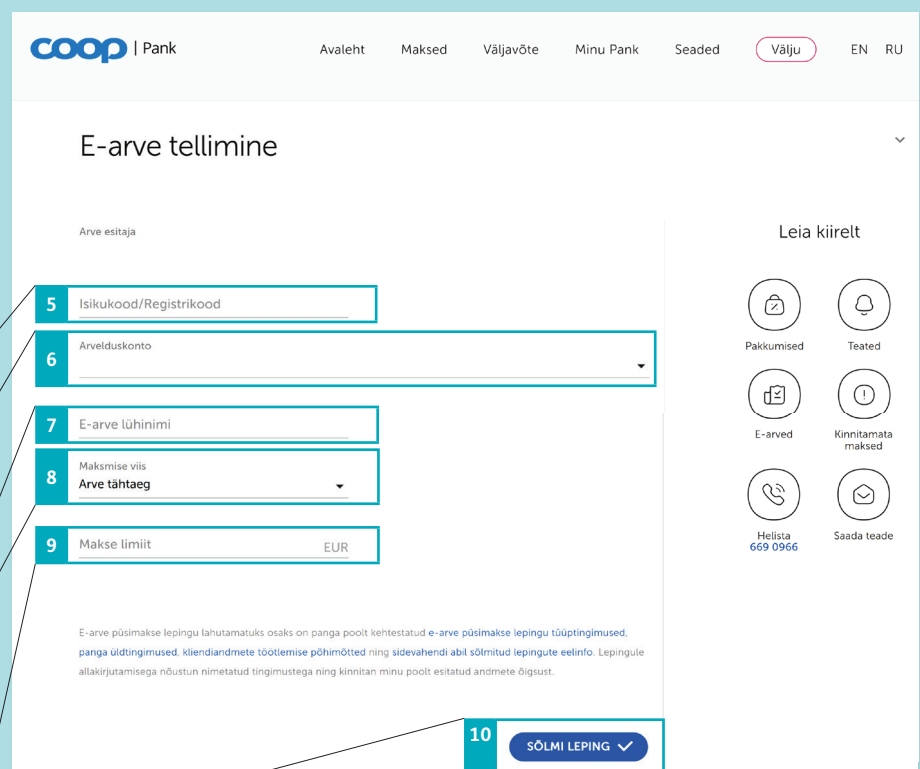 coop | Pank
Avaleht Maksed Väljavõte Minu Pank Seaded Välju EN RU
E-arve tellimine
Arve esitaja
5 Isikukood/Registrikood
6 Arvelduskonto
7 E-arve lühinimi
8 Maksmise viis
Arve tähtaeg
9 Makse limiit EUR
E-arve püsimakse lepingu lahutamatuks osaks on panga poolt kehtestatud e-arve püsimakse lepingu tüüptingimused,
panga üldtingimused, kliendiandmete töötlemise põhimõtted ning sidevahendi abil sõlmitud lepingute eelinfo. Lepingule
allakirjutamisega nõustun nimetatud tingimustega ning kinnitan minu poolt esitatud andmete õigsust.
10 SÕLMI LEPING
Leia kiirelt
Pakkumised Teated
E-arved Kinnitamata
maksed
Helista Saada teade
669 0966